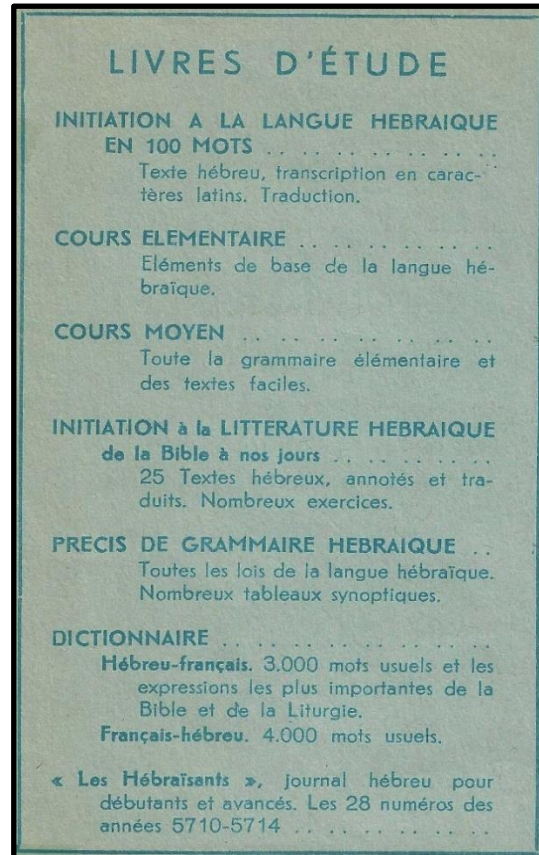 LIVRES D'ÉTUDE
INITIATION A LA LANGUE HEBRAIQUE
EN 100 MOTS . . . . . . . . . . . . .
Texte hébreu, transcription en carac-
tères latins. Traduction.
COURS ELEMENTAIRE . . . . . . . . . . .
Eléments de base de la langue hé-
braïque.
COURS MOYEN . . . . . . . . . . . . . .
Toute la grammaire élémentaire et
des textes faciles.
INITIATION à la LITTERATURE HEBRAIQUE
de la Bible à nos jours . . . . . . . . . .
25 Textes hébreux, annotés et tra-
duits. Nombreux exercices.
PRECIS DE GRAMMAIRE HEBRAIQUE . .
Toutes les lois de la langue hébraïque.
Nombreux tableaux synoptiques.
DICTIONNAIRE . . . . . . . . . . . . . . .
Hébreu-français. 3.000 mots usuels et les
expressions les plus importantes de la
Bible et de la Liturgie.
Français-hébreu. 4.000 mots usuels.
« Les Hébraïsants », journal hébreu pour
débutants et avancés. Les 28 numéros des
années 5710-5714 . . . . . . . . . . . .